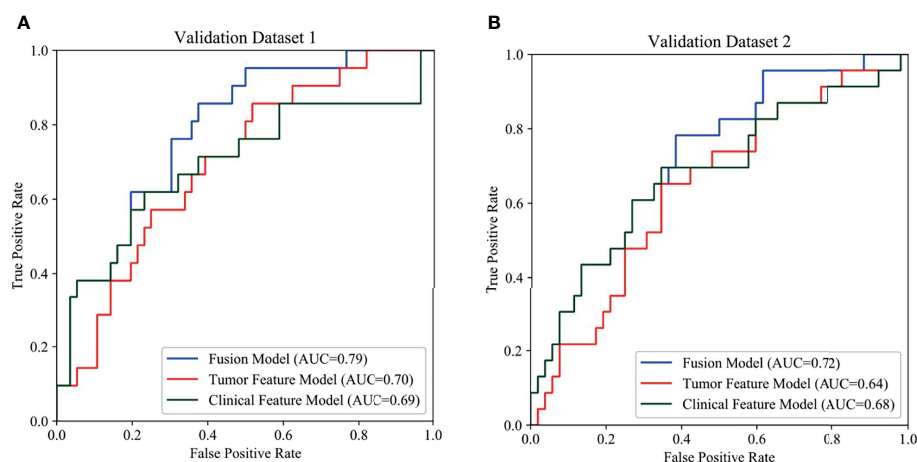 A
Validation Dataset 1
1.0
0.8
0.6
0.4
0.2
0.0
True Positive Rate
0.0 0.2 0.4 0.6 0.8 1.0
False Positive Rate
Fusion Model (AUC=0.79)
Tumor Feature Model (AUC=0.70)
Clinical Feature Model (AUC=0.69)
B
Validation Dataset 2
1.0
0.8
0.6
0.4
0.2
0.0
True Positive Rate
0.0 0.2 0.4 0.6 0.8 1.0
False Positive Rate
Fusion Model (AUC=0.72)
Tumor Feature Model (AUC=0.64)
Clinical Feature Model (AUC=0.68)